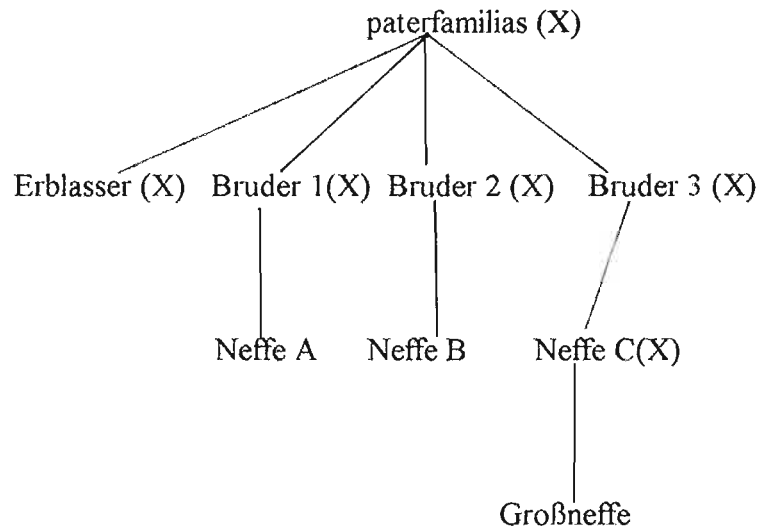 paterfamilias (X)
Erblasser (X) Bruder 1(X) Bruder 2 (X) Bruder 3 (X)
Neffe A Neffe B Neffe C(X)
Großneffe